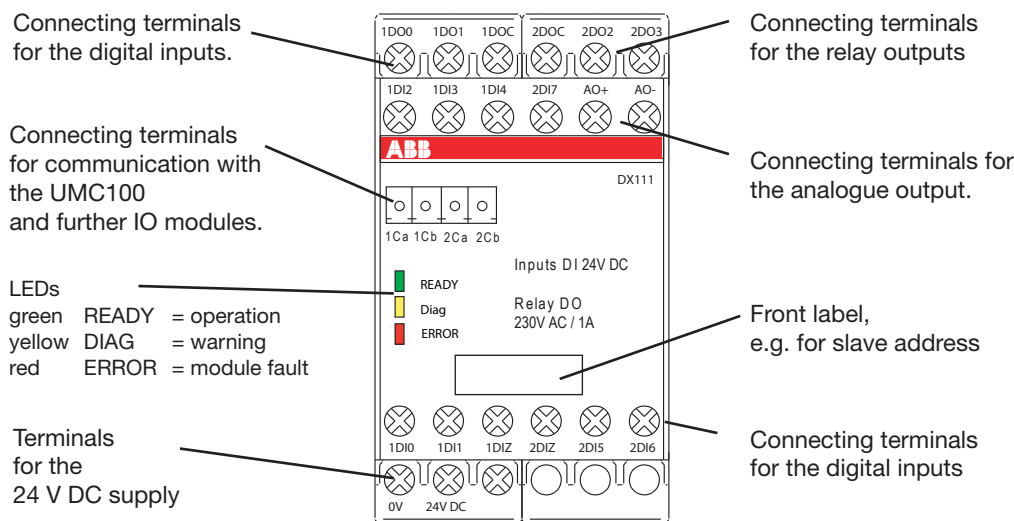 Connecting terminals
for the digital inputs.
Connecting terminals
for communication with
the UMC100
and further IO modules.
LEDs
green READY = operation
yellow DIAG = warning
red ERROR = module fault
Terminals
for the
24 V DC supply
1DO0 1DO1 1DOC 2DOC 2DO2 2DO3
1DI2 1DI3 1DI4 2DI7 AO+ AO-
ABB
DX111
1Ca 1Cb 2Ca 2Cb
Inputs DI 24V DC
READY
Diag
ERROR
Relay DO
230V AC / 1A
1DI0 1DI1 1DIZ 2DIZ 2DI5 2DI6
0V 24V DC
Connecting terminals
for the relay outputs
Connecting terminals for
the analogue output.
Front label,
e.g. for slave address
Connecting terminals
for the digital inputs